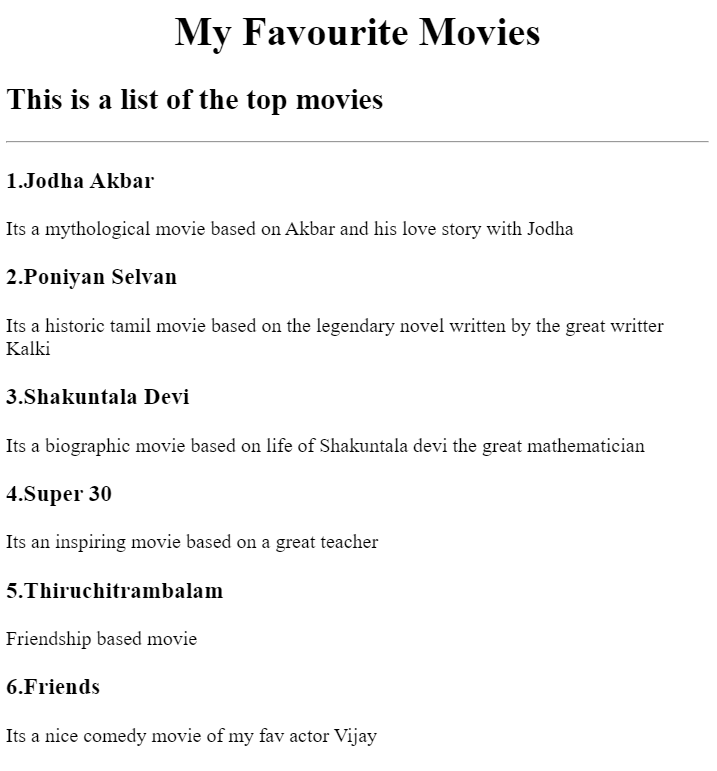 My Favourite Movies
This is a list of the top movies
1.Jodha Akbar
Its a mythological movie based on Akbar and his love story with Jodha
2.Poniyan Selvan
Its a historic tamil movie based on the legendary novel written by the great writter
Kalki
3.Shakuntala Devi
Its a biographic movie based on life of Shakuntala devi the great mathematician
4.Super 30
Its an inspiring movie based on a great teacher
5.Thiruchitrambalam
Friendship based movie
6.Friends
Its a nice comedy movie of my fav actor Vijay